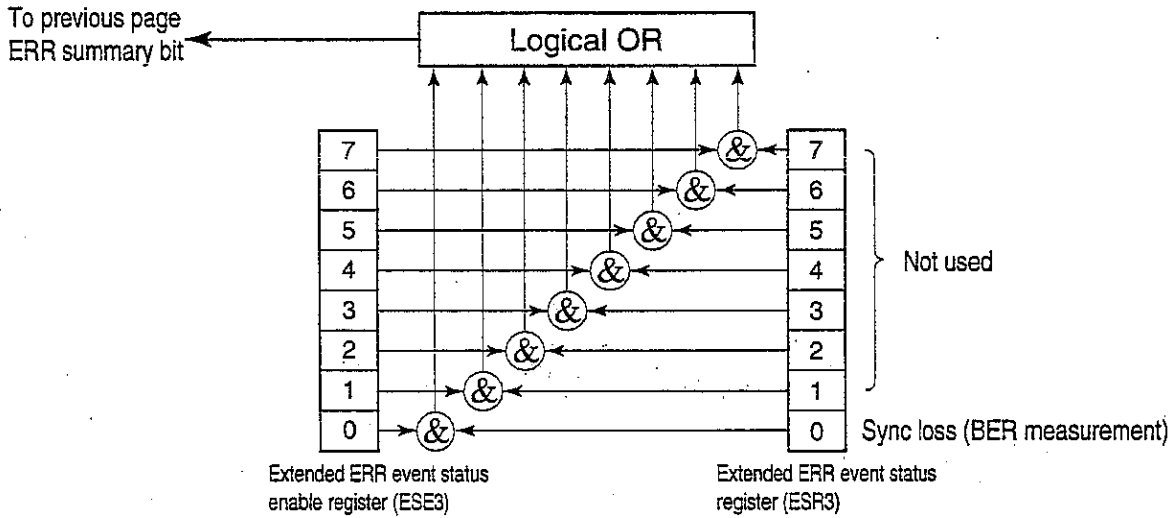 To previous page
ERR summary bit
Logical OR
7 & 7
6 & 6
5 & 5
4 & 4
3 & 3
2 & 2
1 & 1
0 & 0
Not used
Sync loss (BER measurement)
Extended ERR event status
enable register (ESE3)
Extended ERR event status
register (ESR3)